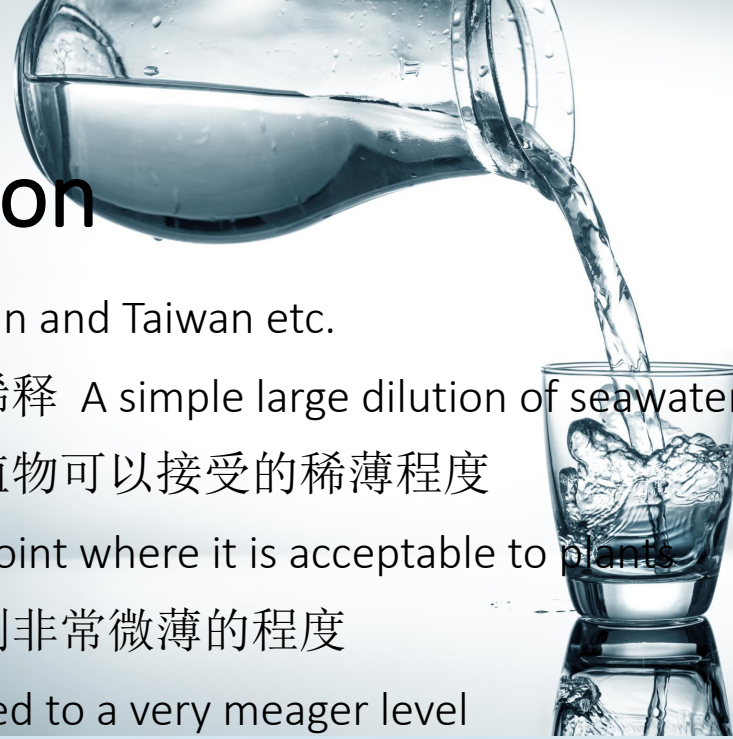 on
n and Taiwan etc.
稀释 A simple large dilution of seawater
植物可以接受的稀薄程度
oint where it is acceptable to plants
到非常微薄的程度
ed to a very meager level